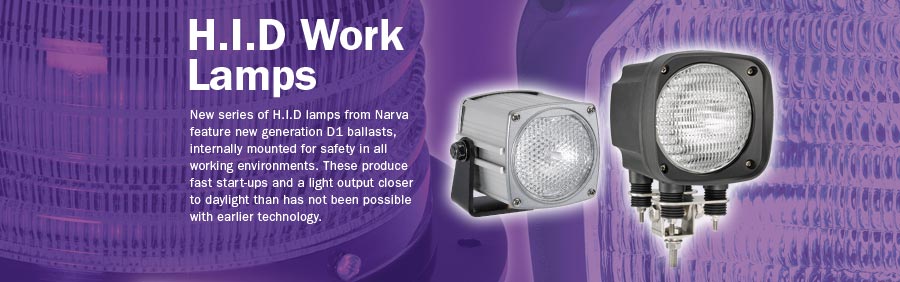 H.I.D Work
Lamps
New series of H.I.D lamps from Narva
feature new generation D1 ballasts,
internally mounted for safety in all
working environments. These produce
fast start-ups and a light output closer
to daylight than has not been possible
with earlier technology.